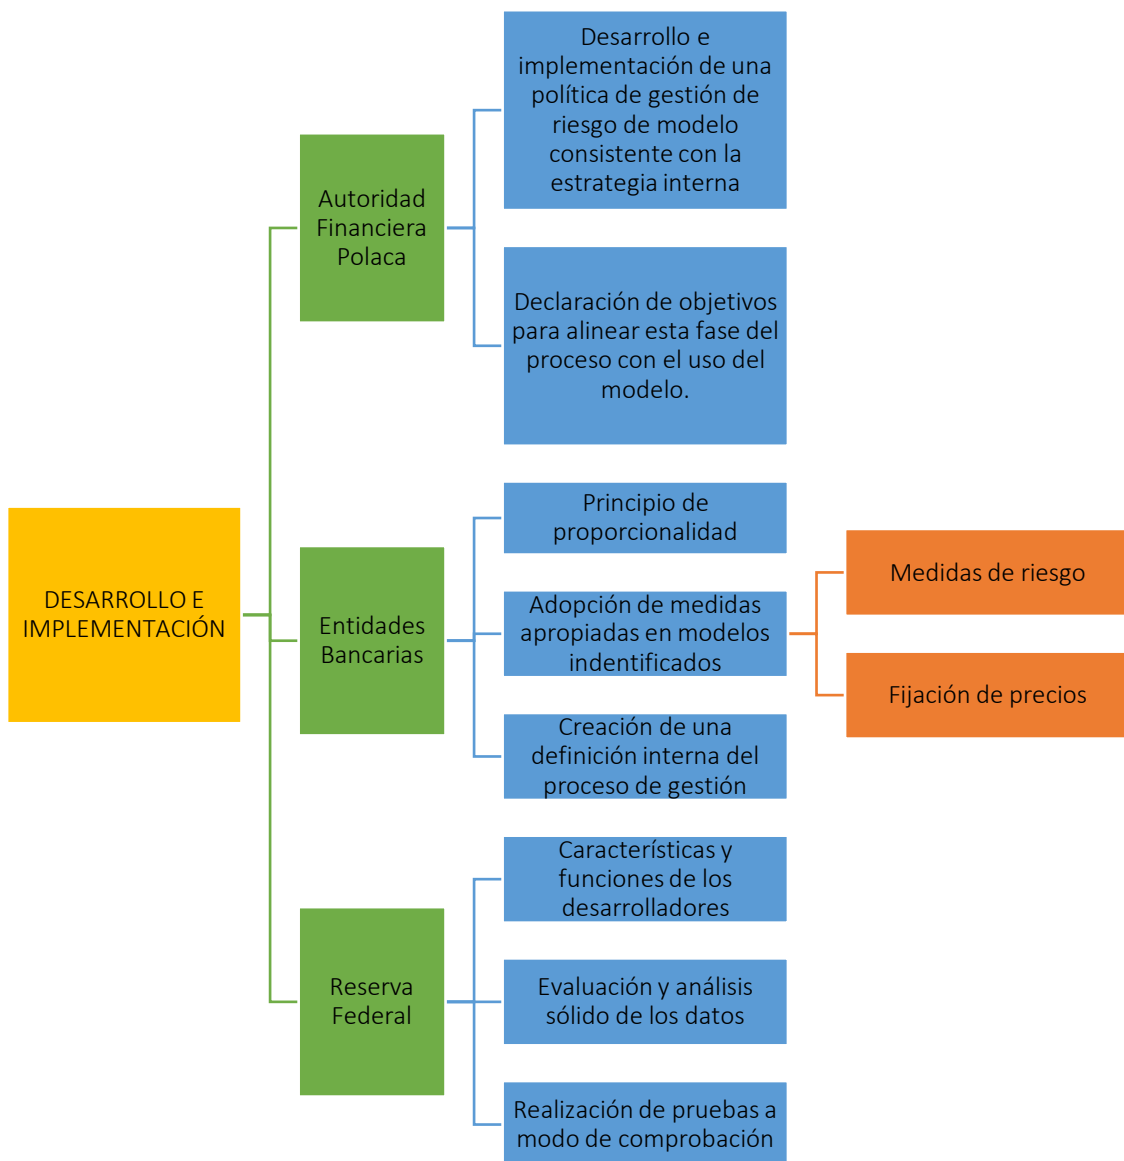 DESARROLLO E
IMPLEMENTACIÓN
Autoridad
Financiera
Polaca
Desarrollo e
implementación de una
política de gestión de
riesgo de modelo
consistente con la
estrategia interna
Declaración de objetivos
para alinear esta fase del
proceso con el uso del
modelo.
Entidades
Bancarias
Principio de
proporcionalidad
Adopción de medidas
apropiadas en modelos
indentificados
Medidas de riesgo
Fijación de precios
Creación de una
definición interna del
proceso de gestión
Reserva
Federal
Características y
funciones de los
desarrolladores
Evaluación y análisis
sólido de los datos
Realización de pruebas a
modo de comprobación